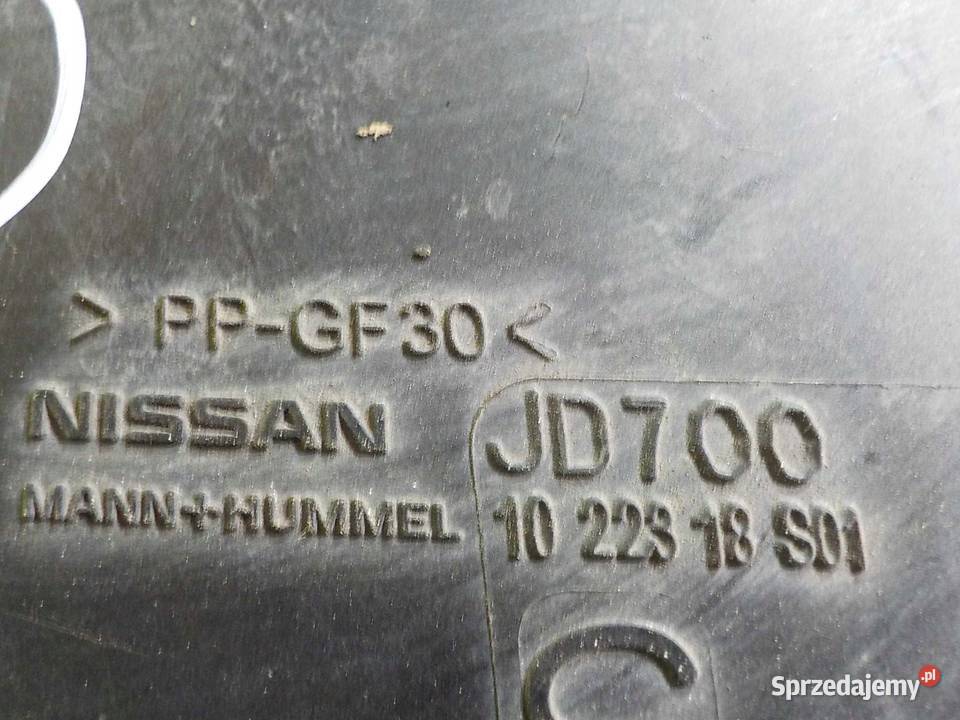 > PP-GF30 <
NISSAN
JD700
MANN+HUMMEL
10 223 18 S01
C
Sprzedajemy.pl